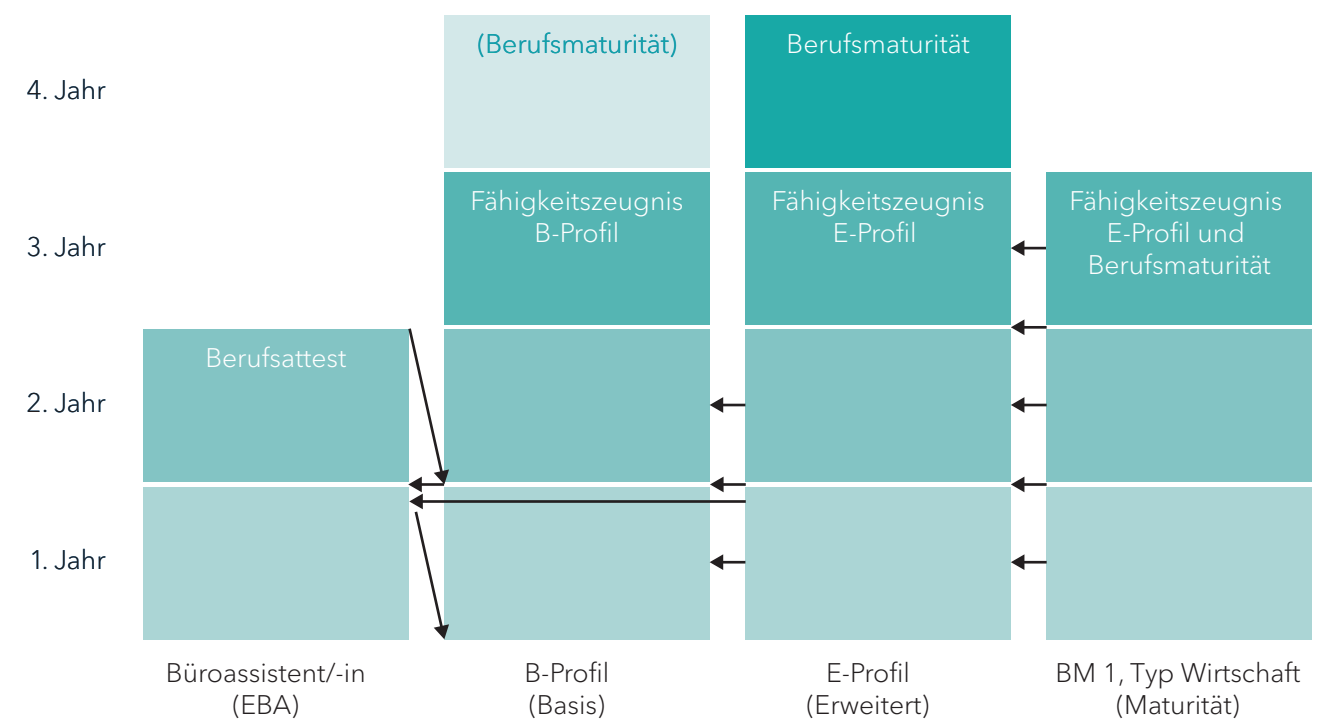 (Berufsmaturität)
Berufsmaturität
4. Jahr
Fähigkeitszeugnis
B-Profil
Fähigkeitszeugnis
E-Profil
Fähigkeitszeugnis
E-Profil und
Berufsmaturität
3. Jahr
Berufsattest
2. Jahr
1. Jahr
Büroassistent/-in
(EBA)
B-Profil
(Basis)
E-Profil
(Erweitert)
BM 1, Typ Wirtschaft
(Maturität)